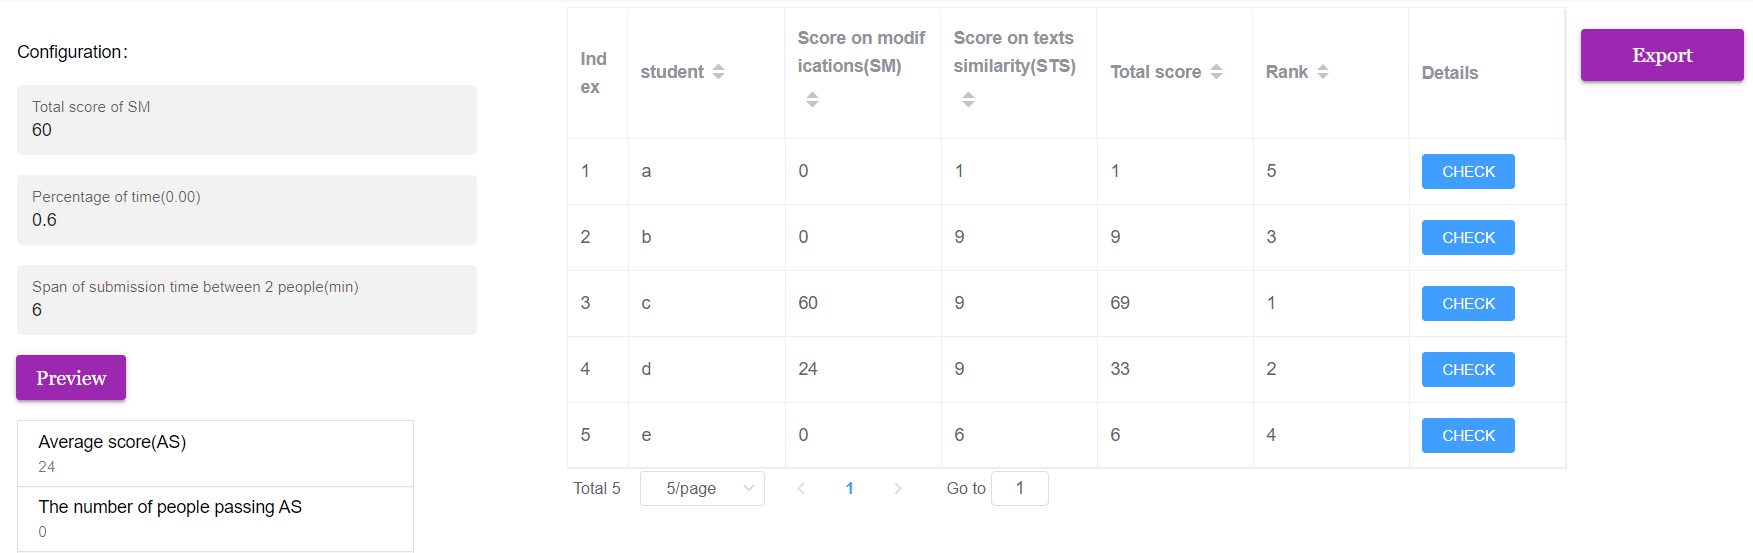 Configuration:
Total score of SM
60
Percentage of time(0.00)
0.6
Span of submission time between 2 people(min)
6
Preview
Average score(AS)
24
The number of people passing AS
0
Ind
ex
student
Score on modif
ications(SM)
Score on texts
similarity(STS)
Total score
Rank
Details
1 a 0 1 1 5 CHECK
2 b 0 9 9 3 CHECK
3 c 60 9 69 1 CHECK
4 d 24 9 33 2 CHECK
5 e 0 6 6 4 CHECK
Total 5 5/page 1 Go to 1
Export